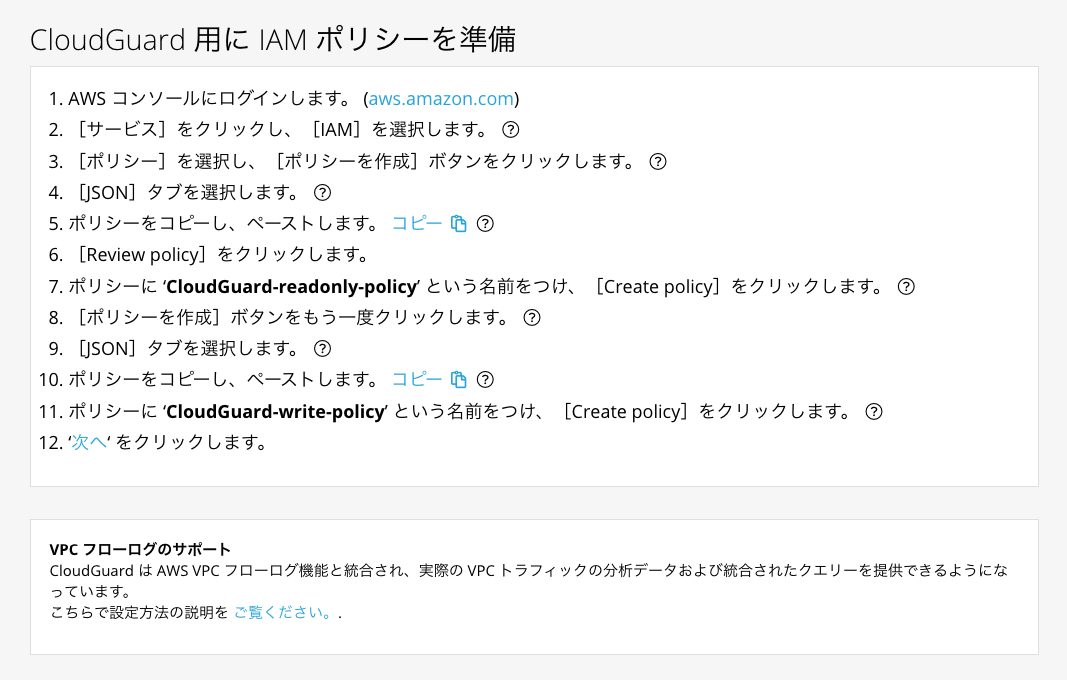 CloudGuard 用に IAM ポリシーを準備
1. AWS コンソールにログインします。 (aws.amazon.com)
2. ［サービス］をクリックし、［IAM］を選択します。
3. ［ポリシー］を選択し、［ポリシーを作成］ボタンをクリックします。
4. ［JSON］タブを選択します。
5. ポリシーをコピーし、ペーストします。 コピー
6. ［Review policy］をクリックします。
7. ポリシーに ‘CloudGuard-readonly-policy’ という名前をつけ、［Create policy］をクリックします。
8. ［ポリシーを作成］ボタンをもう一度クリックします。
9. ［JSON］タブを選択します。
10. ポリシーをコピーし、ペーストします。 コピー
11. ポリシーに ‘CloudGuard-write-policy’ という名前をつけ、［Create policy］をクリックします。
12. ‘次へ‘ をクリックします。
VPC フローログのサポート
CloudGuard は AWS VPC フローログ機能と統合され、実際の VPC トラフィックの分析データおよび統合されたクエリーを提供できるようにな
っています。
こちらで設定方法の説明を ご覧ください。.